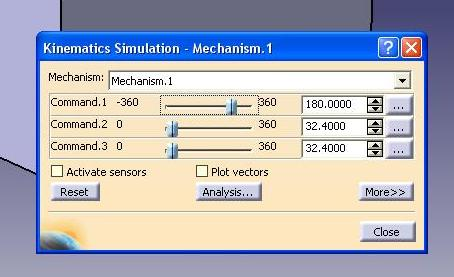 Kinematics Simulation - Mechanism.1
Mechanism: Mechanism.1
Command.1 -360 360 180.0000 ...
Command.2 0 360 32.4000 ...
Command.3 0 360 32.4000 ...
Activate sensors Plot vectors
Reset Analysis... More>>
Close